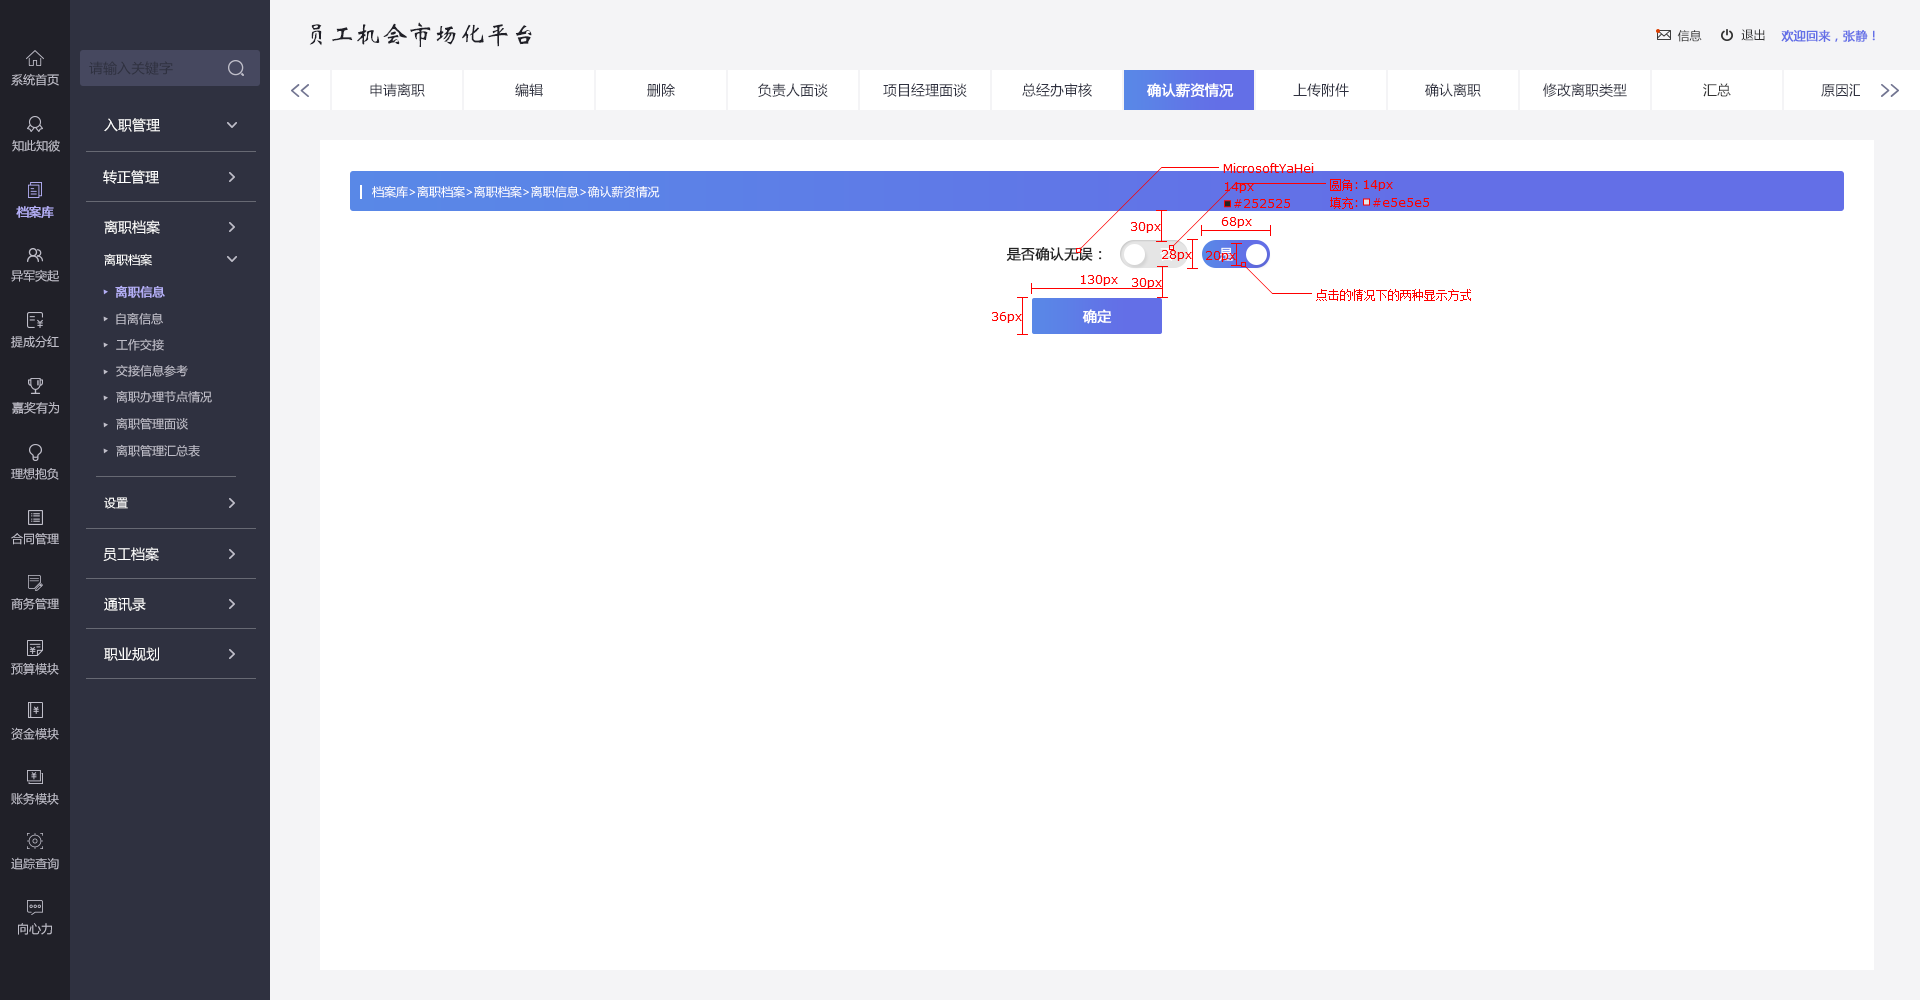 员工机会市场化平台
信息 退出 欢迎回来，张静！
系统首页
知此知彼
档案库
异军突起
提成分红
嘉奖有为
理想抱负
合同管理
商务管理
预算模块
资金模块
账务模块
追踪查询
向心力
请输入关键字
入职管理
转正管理
离职档案
离职档案
离职信息
自离信息
工作交接
交接信息参考
离职办理节点情况
离职管理面谈
离职管理汇总表
设置
员工档案
通讯录
职业规划
<< 申请离职 编辑 删除 负责人面谈 项目经理面谈 总经办审核 确认薪资情况 上传附件 确认离职 修改离职类型 汇总 原因汇 >>
档案库>离职档案>离职档案>离职信息>确认薪资情况
MicrosoftYaHei
14px
#252525
圆角: 14px
填充: #e5e5e5
30px
68px
是否确认无误：
28px
20px
是
130px
30px
点击的情况下的两种显示方式
36px
确定